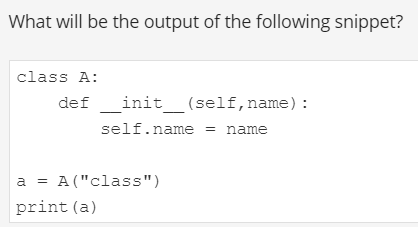 What will be the output of the following snippet?
class A:
    def __init__(self,name):
        self.name = name
a = A("class")
print(a)